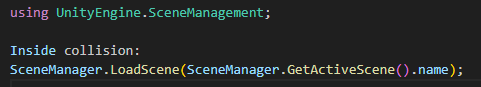 using UnityEngine.SceneManagement;
Inside collision:
SceneManager.LoadScene(SceneManager.GetActiveScene().name);